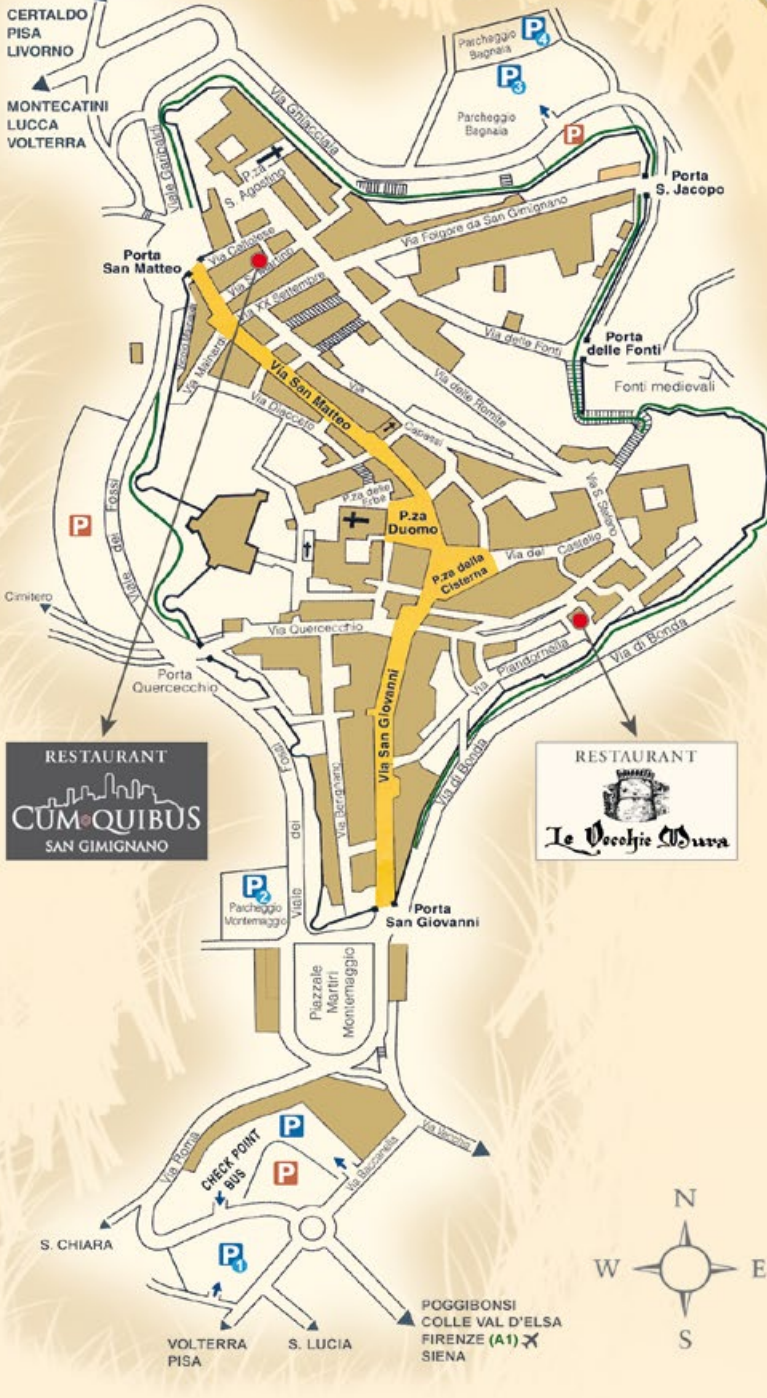 CERTALDO
PISA
LIVORNO
MONTECATINI
LUCCA
VOLTERRA
Parcheggio
Bagnaia
P4
P3
Parcheggio
Bagnaia
P
Via Ghiacciaia
Viale Garibaldi
P.za
S. Agostino
Porta
S. Jacopo
Via Folgore da San Gimignano
Via Cellolese
Porta
San Matteo
Via S. Martino
Via XX Settembre
Via Mainardi
Via San Matteo
Via delle Fonti
Porta
delle Fonti
Fonti medievali
Via delle Romite
Via Diacceto
Via
Capassi
P.za delle
Erbe
P.za
Duomo
Via S. Stefano
Via del Castello
P.za della
Cisterna
P
Viale dei Fossi
Cimitero
Via Quercecchio
Porta
Quercecchio
Via Piandornella
Via di Bonda
Via San Giovanni
Via Berignano
Via di Bonda
Viale dei Fossi
RESTAURANT
CUM QUIBUS
SAN GIMIGNANO
RESTAURANT
Le Vecchie Mura
P2
Parcheggio
Montemaggio
Porta
San Giovanni
Piazzale
Martiri
Montemaggio
Via Roma
P
CHECK POINT
BUS
P
Via Baccanella
S. CHIARA
P1
VOLTERRA
PISA
S. LUCIA
POGGIBONSI
COLLE VAL D'ELSA
FIRENZE (A1)
SIENA
N
W
E
S